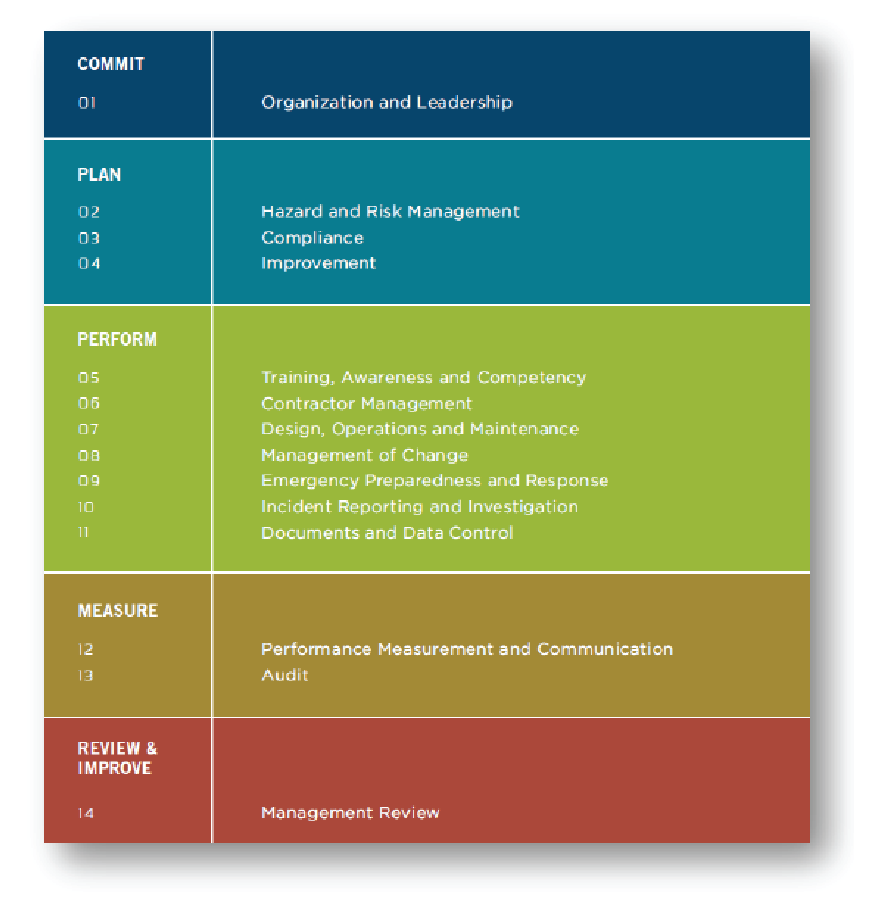 COMMIT
01 Organization and Leadership
PLAN
02 Hazard and Risk Management
03 Compliance
04 Improvement
PERFORM
05 Training, Awareness and Competency
06 Contractor Management
07 Design, Operations and Maintenance
08 Management of Change
09 Emergency Preparedness and Response
10 Incident Reporting and Investigation
11 Documents and Data Control
MEASURE
12 Performance Measurement and Communication
13 Audit
REVIEW &
IMPROVE
14 Management Review